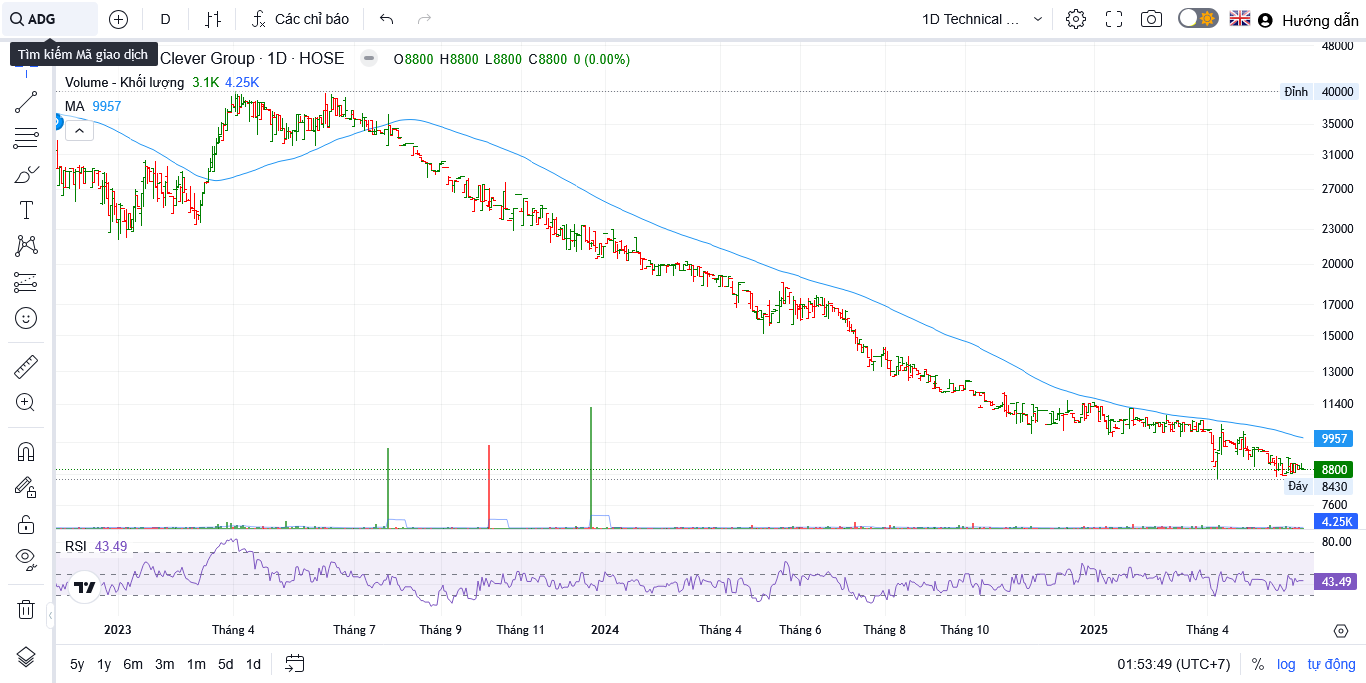 ADG
D
Các chỉ báo
1D Technical ...
Hướng dẫn
Tìm kiếm Mã giao dịch
Clever Group · 1D · HOSE
O8800 H8800 L8800 C8800 0 (0.00%)
Volume - Khối lượng 3.1K 4.25K
MA 9957
48000
Đỉnh 40000
35000
31000
27000
23000
20000
17000
15000
13000
11400
9957
8800
Đáy 8430
7600
4.25K
RSI 43.49
80.00
43.49
2023 Tháng 4 Tháng 7 Tháng 9 Tháng 11 2024 Tháng 4 Tháng 6 Tháng 8 Tháng 10 2025 Tháng 4
5y 1y 6m 3m 1m 5d 1d
01:53:49 (UTC+7) % log tự động